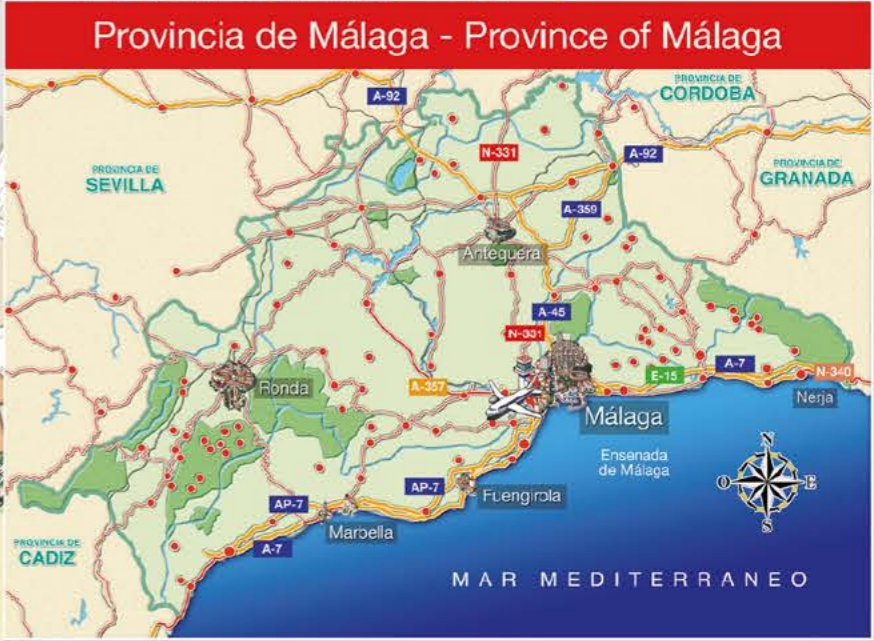 Provincia de Málaga - Province of Málaga
PROVINCIA DE
CORDOBA
A-92
N-331
A-92
PROVINCIA DE
SEVILLA
PROVINCIA DE
GRANADA
A-359
Antequera
A-45
N-331
Ronda
A-357
E-15
A-7
N-340
Málaga
Nerja
Ensenada
de Málaga
N
O
E
S
AP-7
AP-7
Fuengirola
Marbella
A-7
PROVINCIA DE
CADIZ
MAR MEDITERRANEO